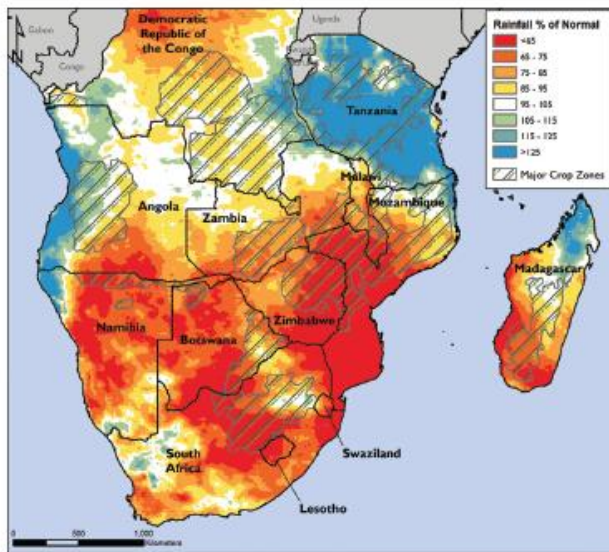 Gabon
Congo
Democratic
Republic of
the Congo
Uganda
Tanzania
Angola
Zambia
Malawi
Mozambique
Namibia
Botswana
Zimbabwe
Madagascar
South
Africa
Swaziland
Lesotho
Rainfall % of Normal
<65
65 - 75
75 - 85
85 - 95
95 - 105
105 - 115
115 - 125
>125
Major Crop Zones
0
500
1,000
Kilometers